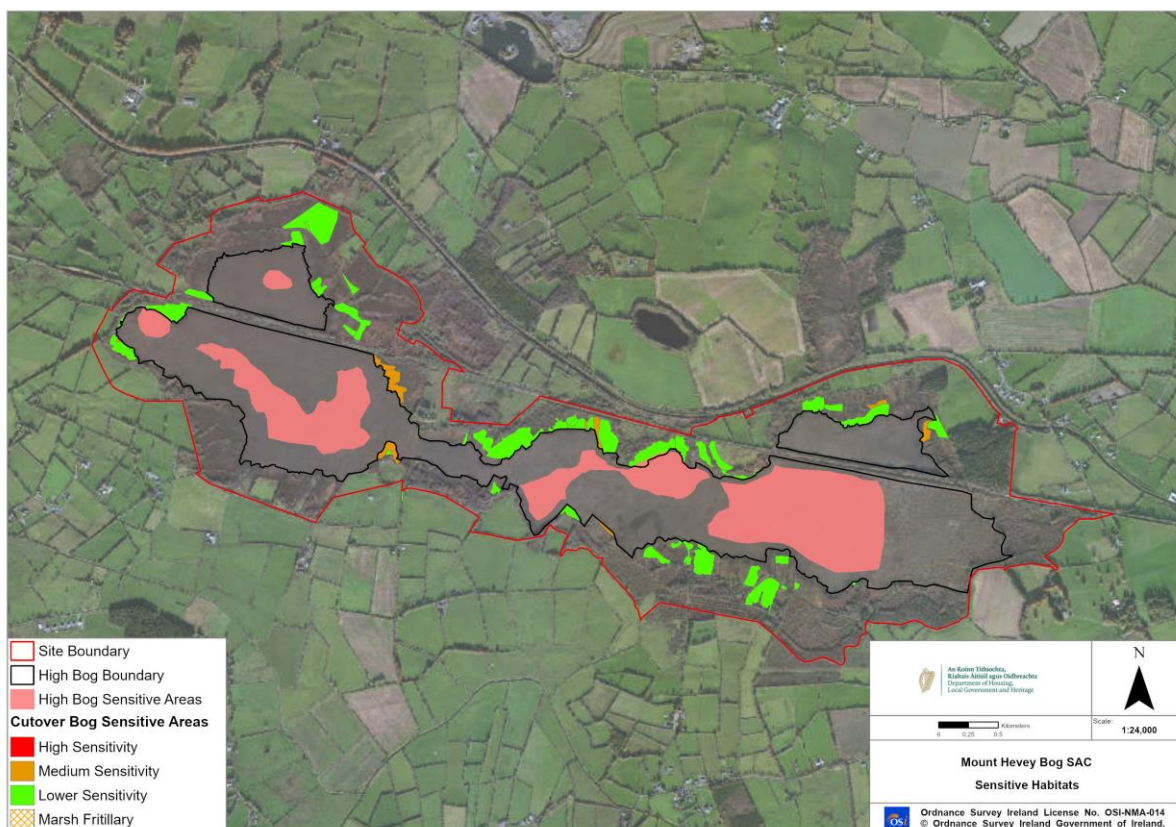 Site Boundary
High Bog Boundary
High Bog Sensitive Areas
Cutover Bog Sensitive Areas
High Sensitivity
Medium Sensitivity
Lower Sensitivity
Marsh Fritillary
An Roinn Tithíochta,
Rialtais Áitiúil agus Oidhreachta
Department of Housing,
Local Government and Heritage
N
Kilometers
0 0.25 0.5
Scale:
1:24,000
Mount Hevey Bog SAC
Sensitive Habitats
OSi
Ordnance Survey Ireland License No. OSI-NMA-014
© Ordnance Survey Ireland Government of Ireland.